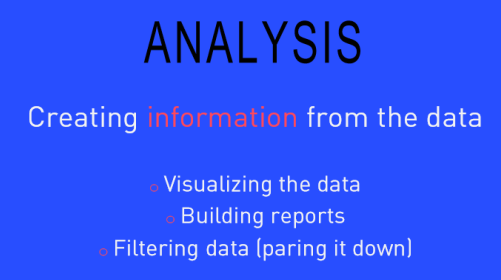 ANALYSIS
Creating information from the data
○ Visualizing the data
○ Building reports
○ Filtering data (paring it down)